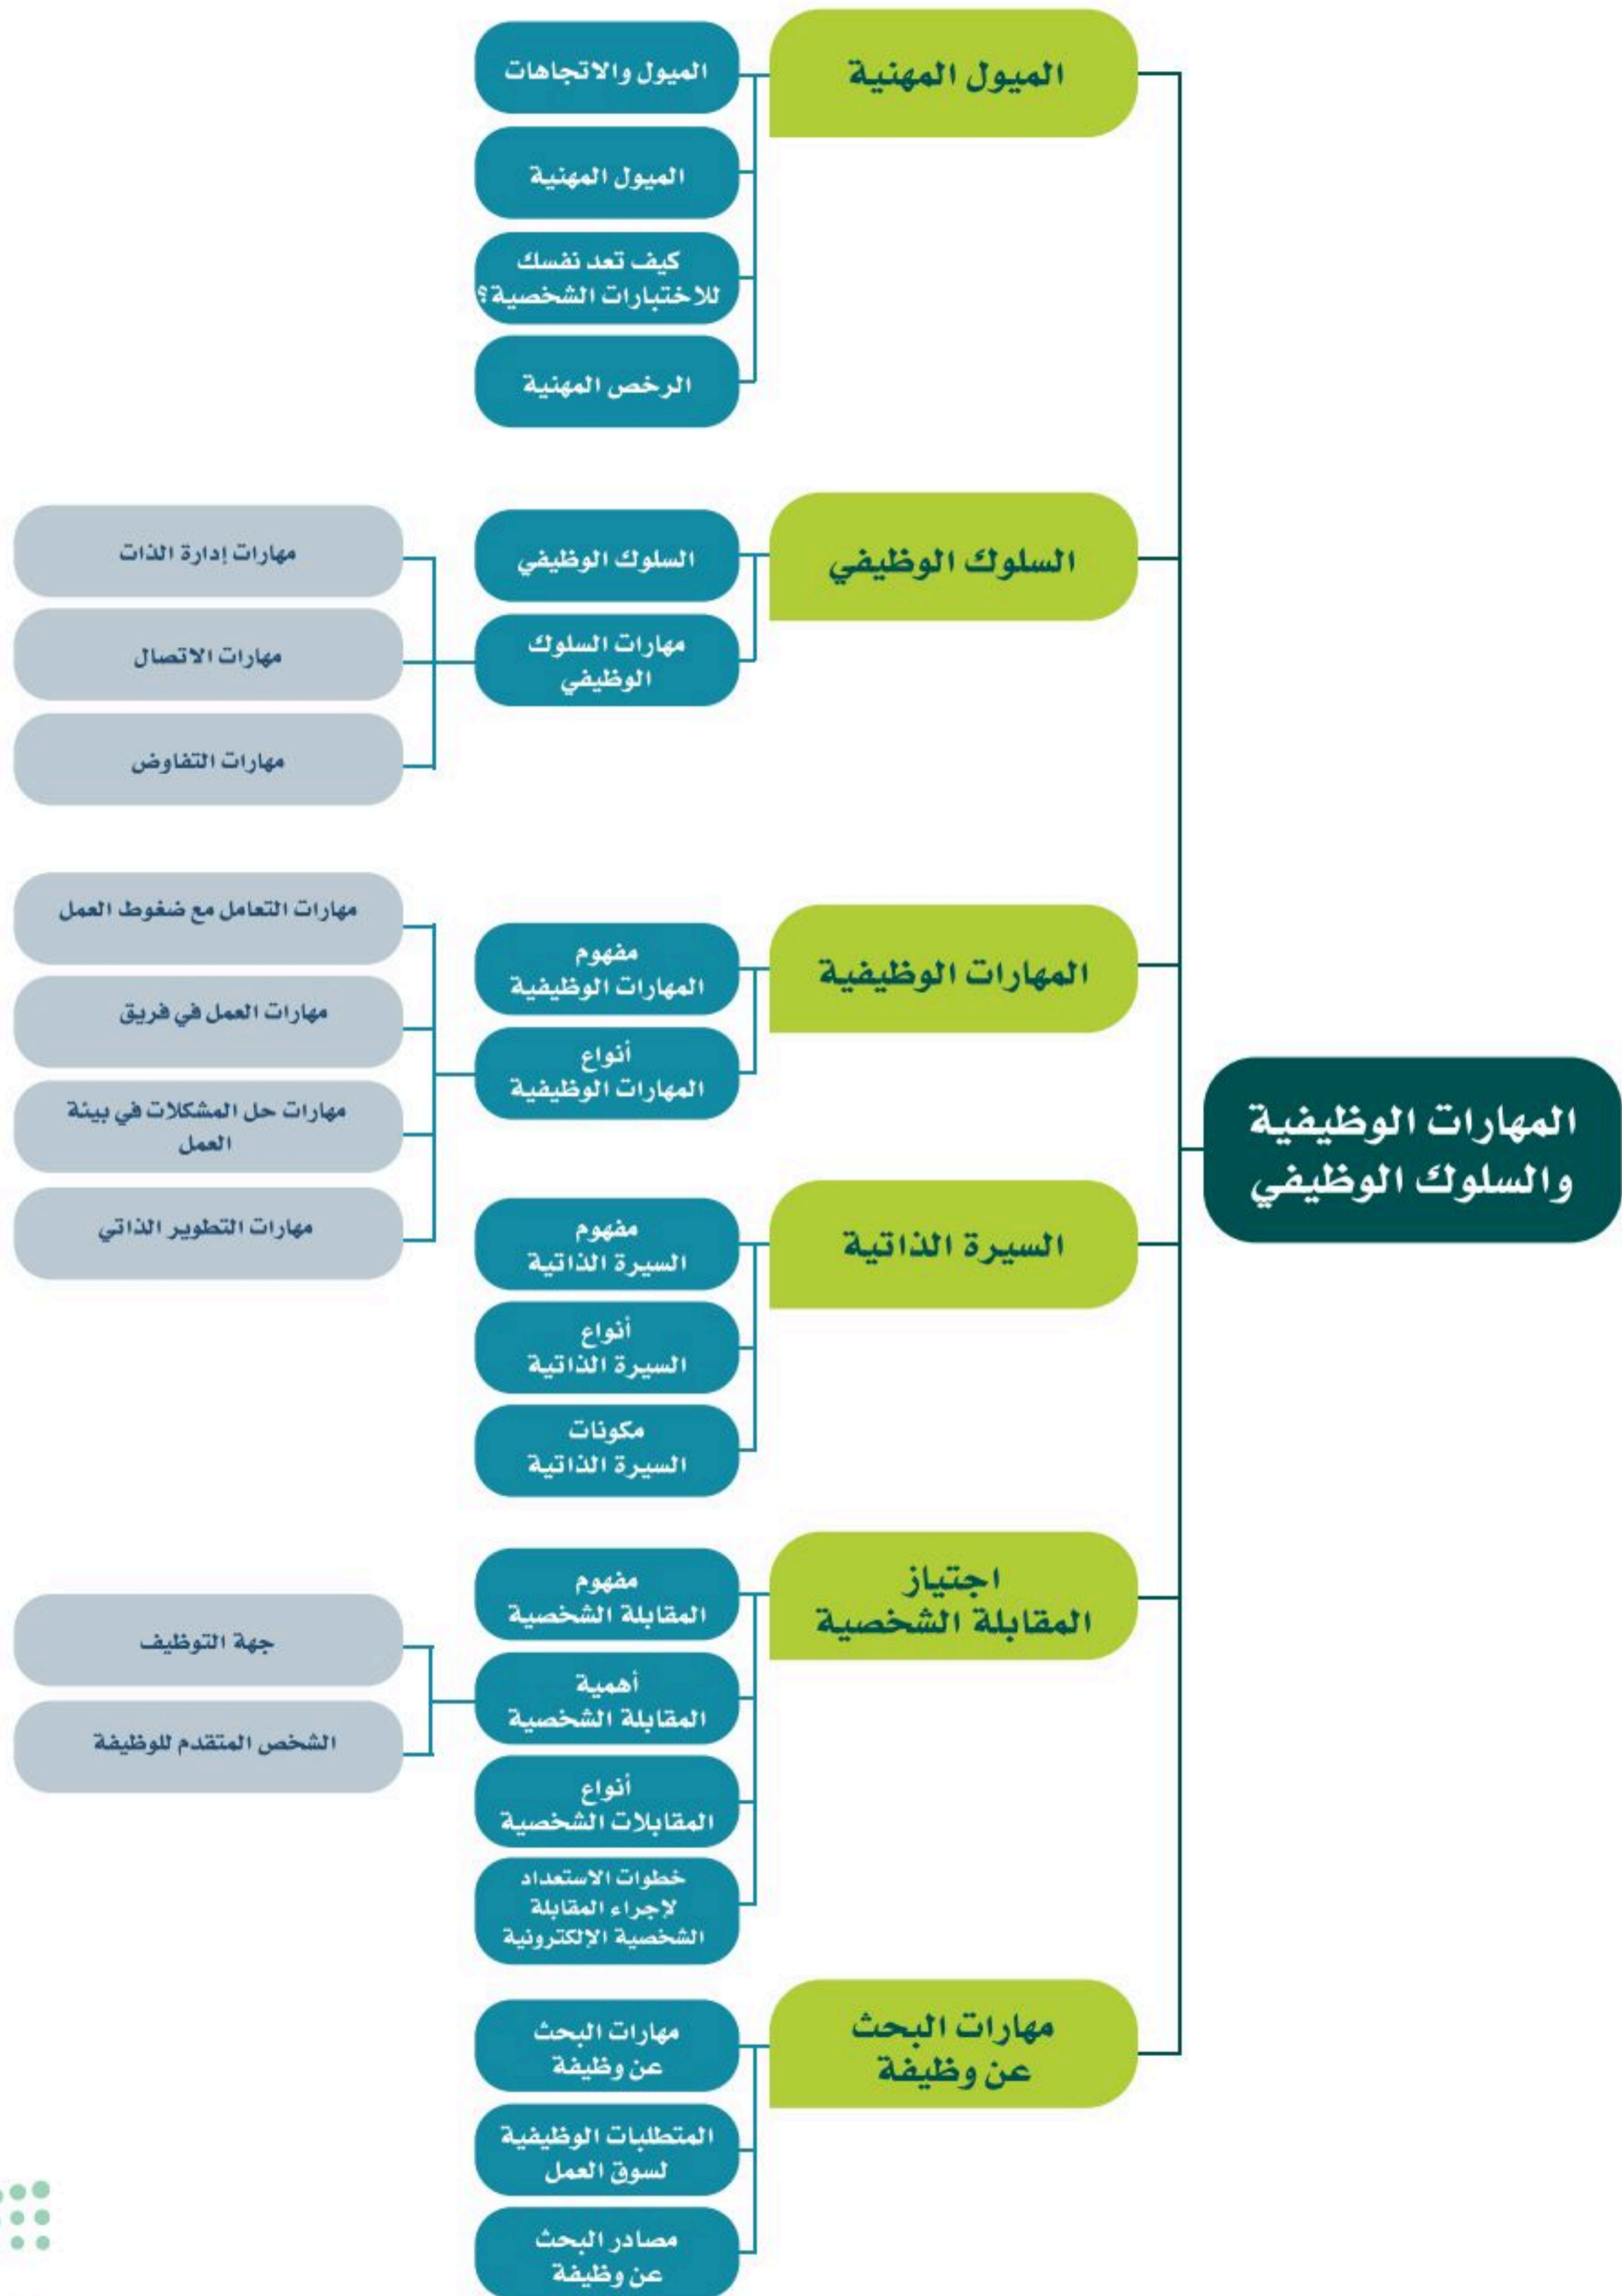 المهارات الوظيفية
والسلوك الوظيفي
الميول المهنية
الميول والاتجاهات
الميول المهنية
كيف تعد نفسك
للاختبارات الشخصية؟
الرخص المهنية
السلوك الوظيفي
السلوك الوظيفي
مهارات السلوك
الوظيفي
مهارات إدارة الذات
مهارات الاتصال
مهارات التفاوض
المهارات الوظيفية
مفهوم
المهارات الوظيفية
أنواع
المهارات الوظيفية
مهارات التعامل مع ضغوط العمل
مهارات العمل في فريق
مهارات حل المشكلات في بيئة
العمل
مهارات التطوير الذاتي
السيرة الذاتية
مفهوم
السيرة الذاتية
أنواع
السيرة الذاتية
مكونات
السيرة الذاتية
اجتياز
المقابلة الشخصية
مفهوم
المقابلة الشخصية
أهمية
المقابلة الشخصية
جهة التوظيف
الشخص المتقدم للوظيفة
أنواع
المقابلات الشخصية
خطوات الاستعداد
لإجراء المقابلة
الشخصية الإلكترونية
مهارات البحث
عن وظيفة
مهارات البحث
عن وظيفة
المتطلبات الوظيفية
لسوق العمل
مصادر البحث
عن وظيفة